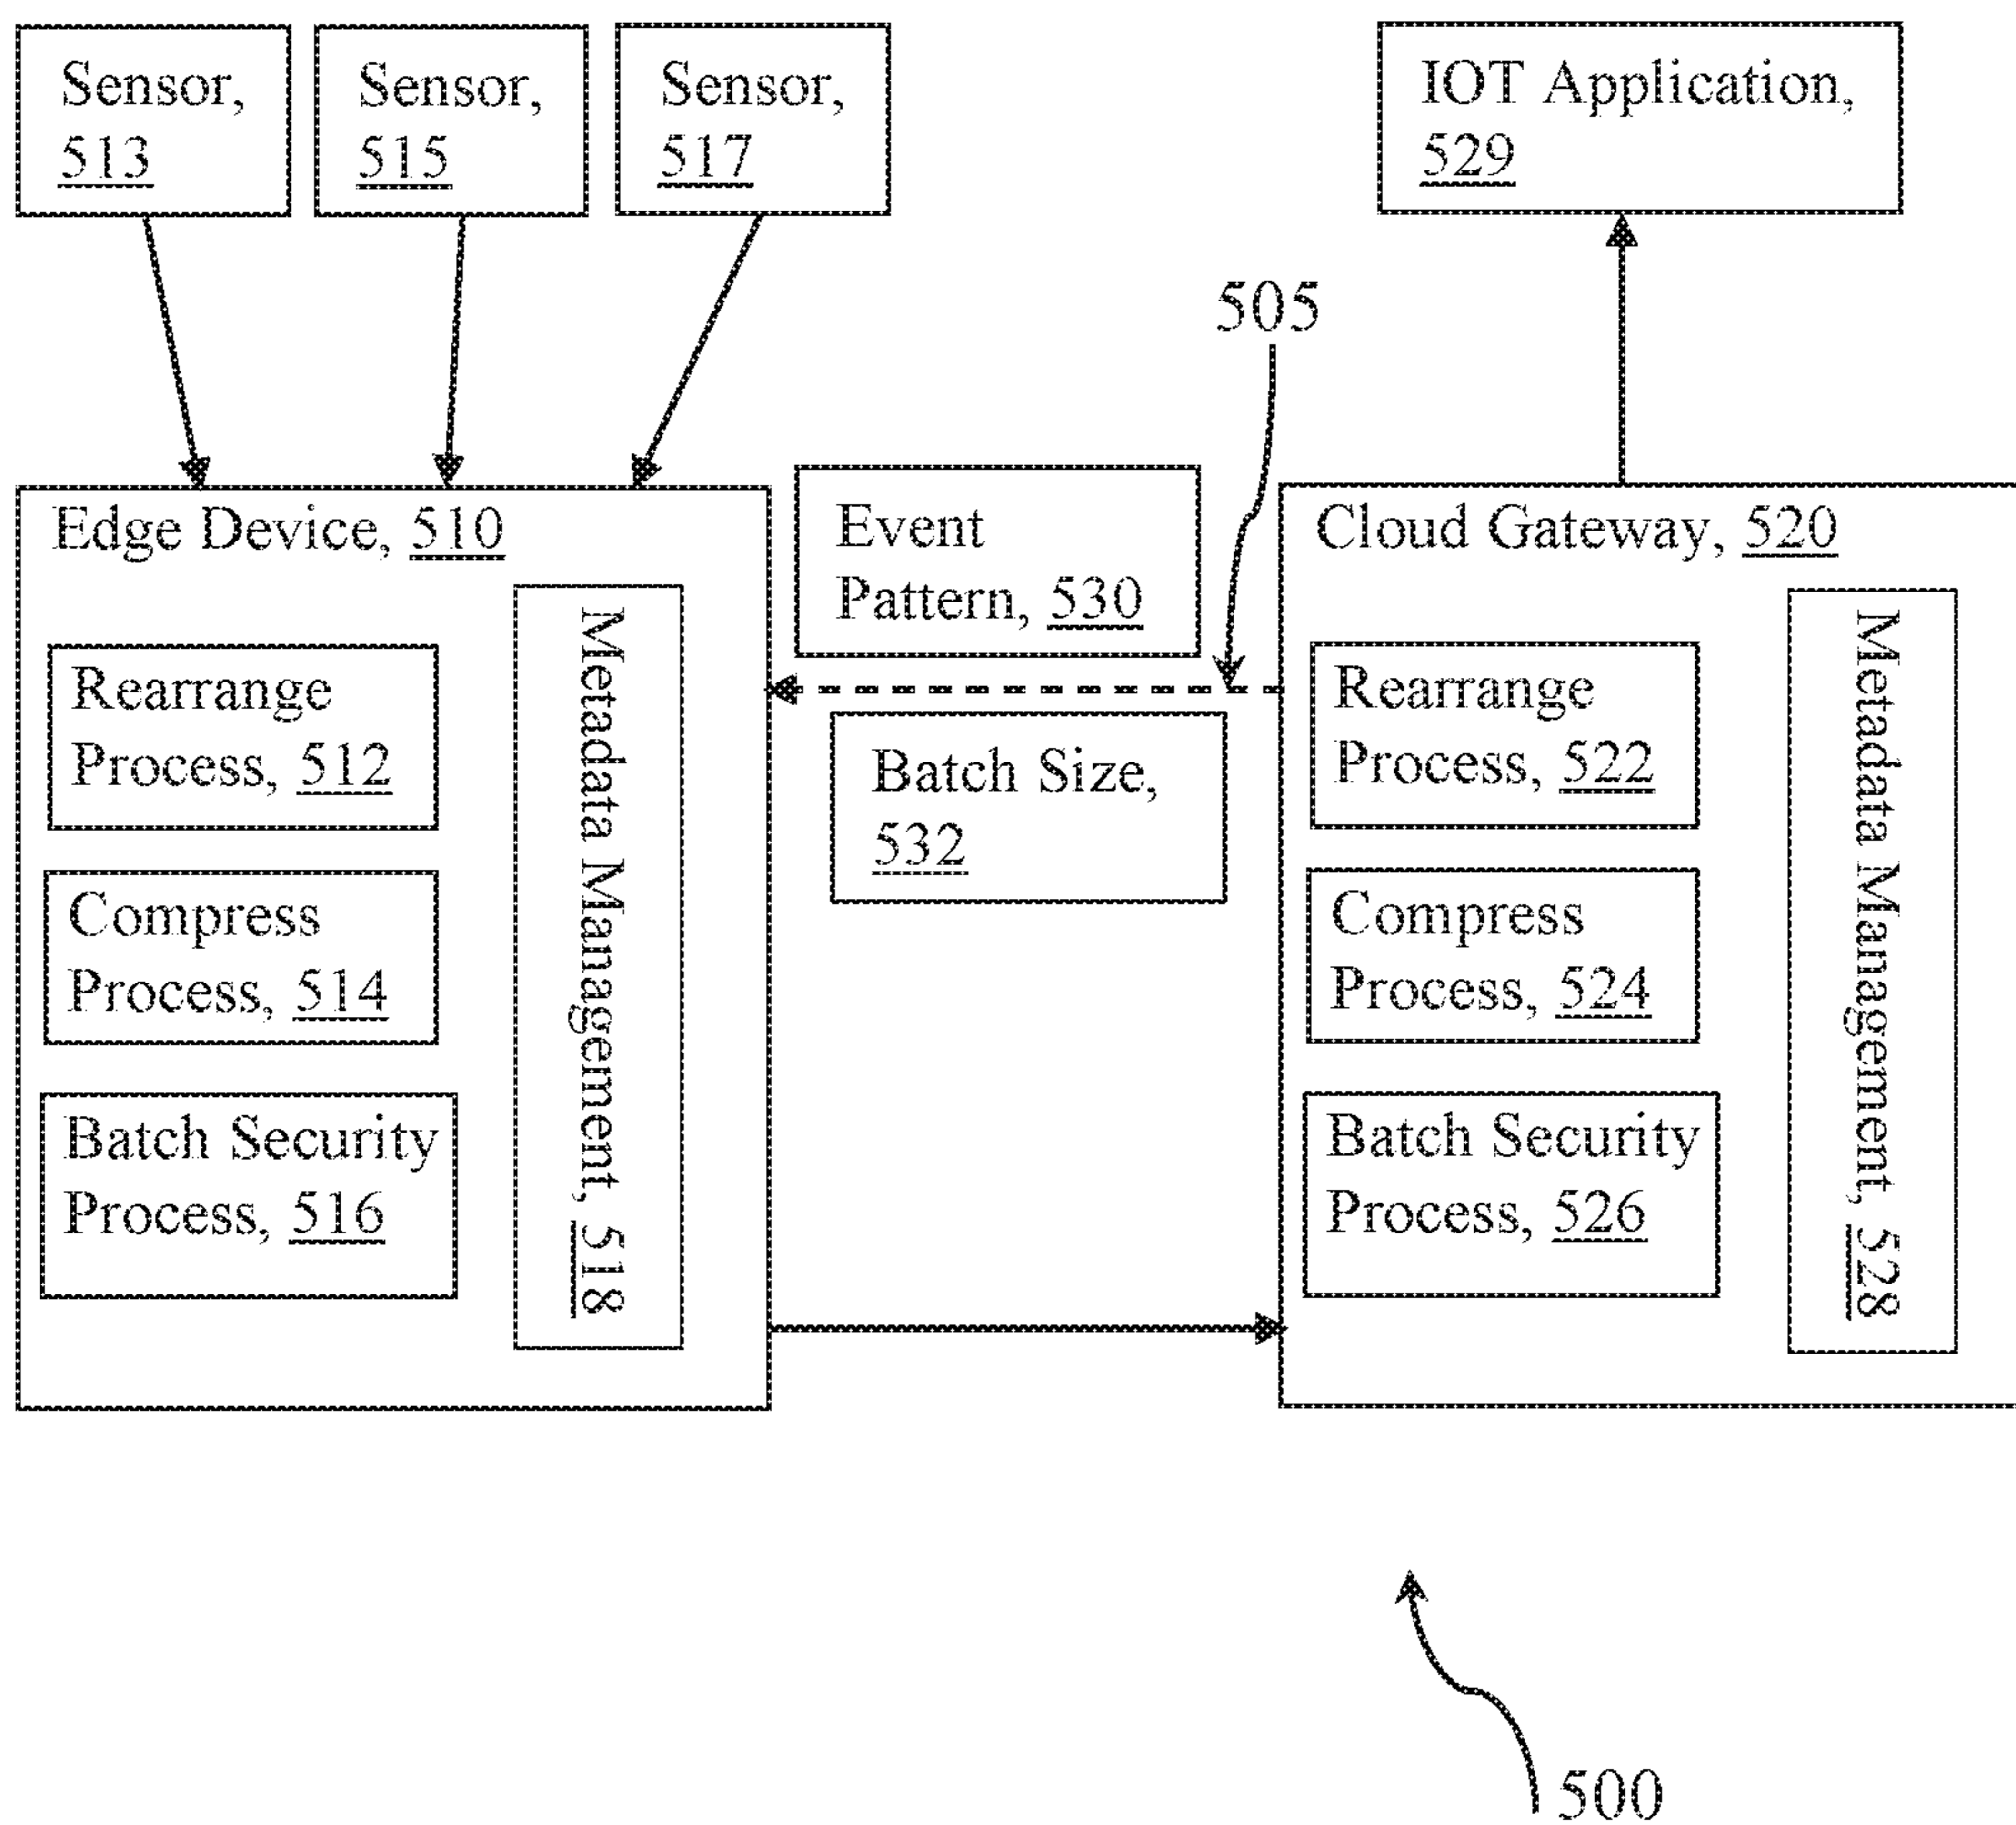 Sensor,
513
Sensor,
515
Sensor,
517
IOT Application,
529
505
Edge Device, 510
Rearrange
Process, 512
Compress
Process, 514
Batch Security
Process, 516
Metadata Management, 518
Event
Pattern, 530
Batch Size,
532
Cloud Gateway, 520
Rearrange
Process, 522
Compress
Process, 524
Batch Security
Process, 526
Metadata Management, 528
500